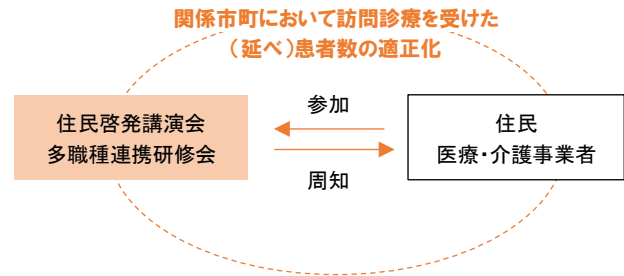 関係市町において訪問診療を受けた
（延べ）患者数の適正化
住民啓発講演会
多職種連携研修会
参加
周知
住民
医療・介護事業者